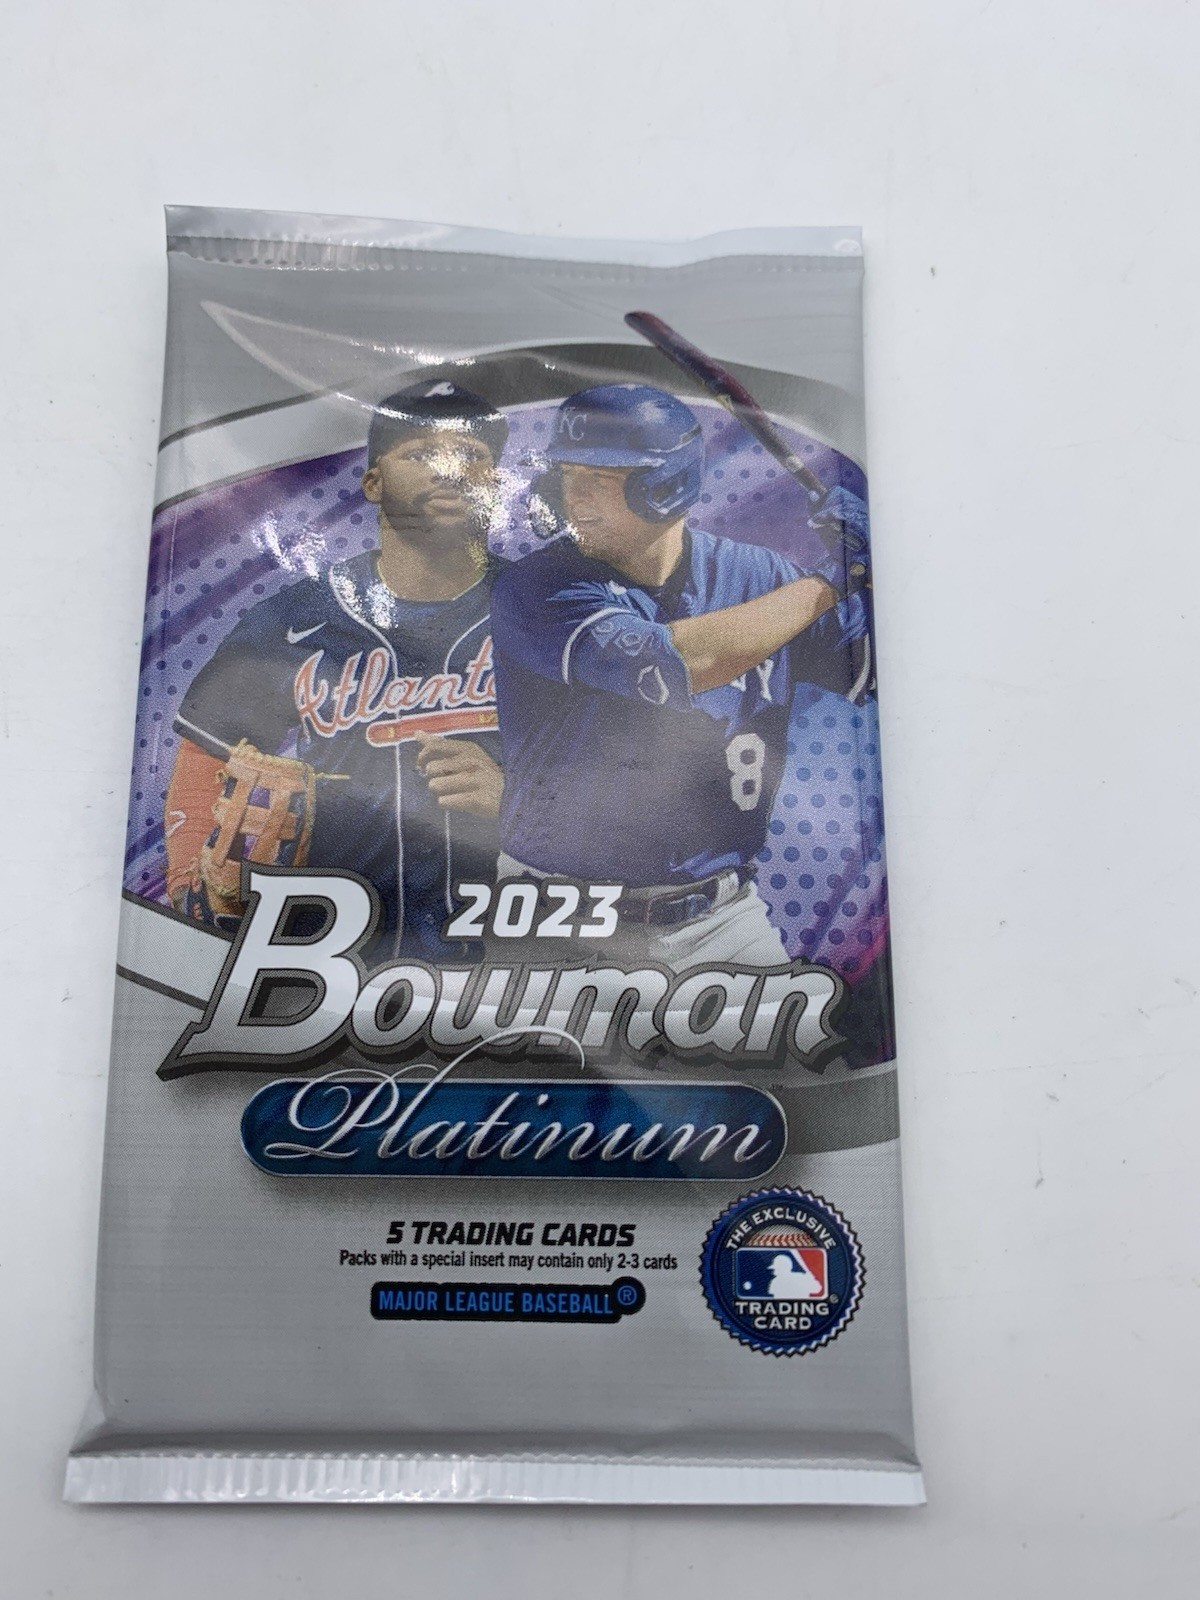 KC
Atlanta
8
2023
Bowman
Platinum
5 TRADING CARDS
Packs with a special insert may contain only 2-3 cards
MAJOR LEAGUE BASEBALL®
THE EXCLUSIVE
TRADING
CARD